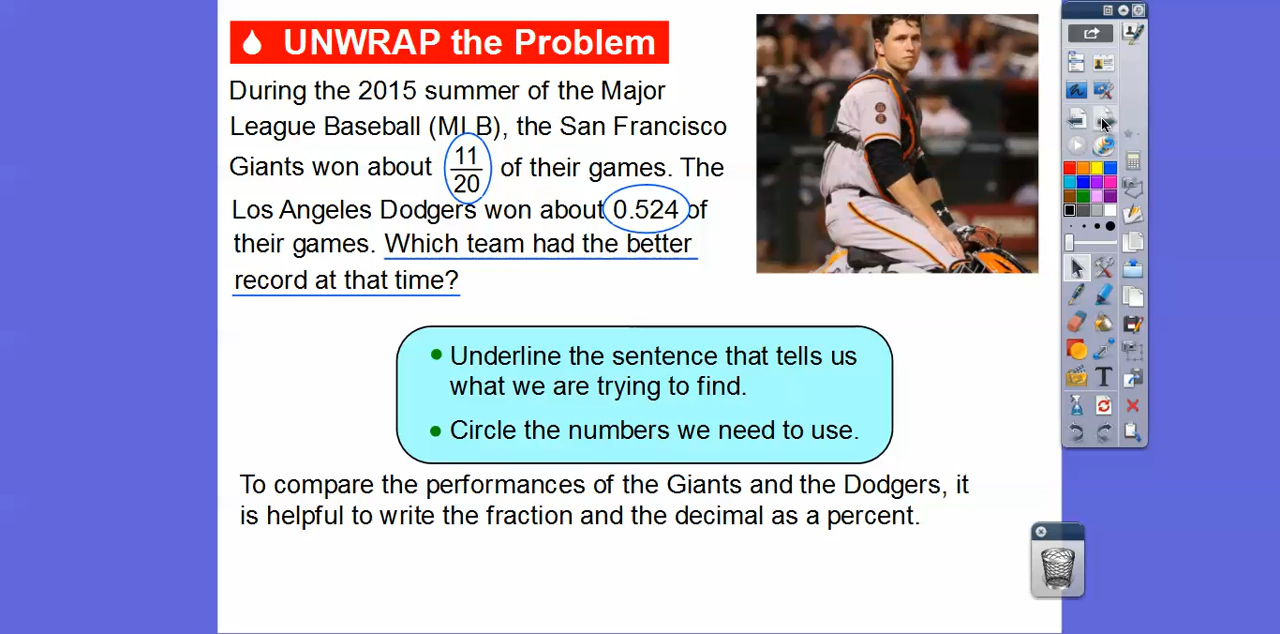 UNWRAP the Problem
During the 2015 summer of the Major
League Baseball (MLB), the San Francisco
Giants won about 11/20 of their games. The
Los Angeles Dodgers won about 0.524 of
their games. Which team had the better
record at that time?
• Underline the sentence that tells us
what we are trying to find.
• Circle the numbers we need to use.
To compare the performances of the Giants and the Dodgers, it
is helpful to write the fraction and the decimal as a percent.